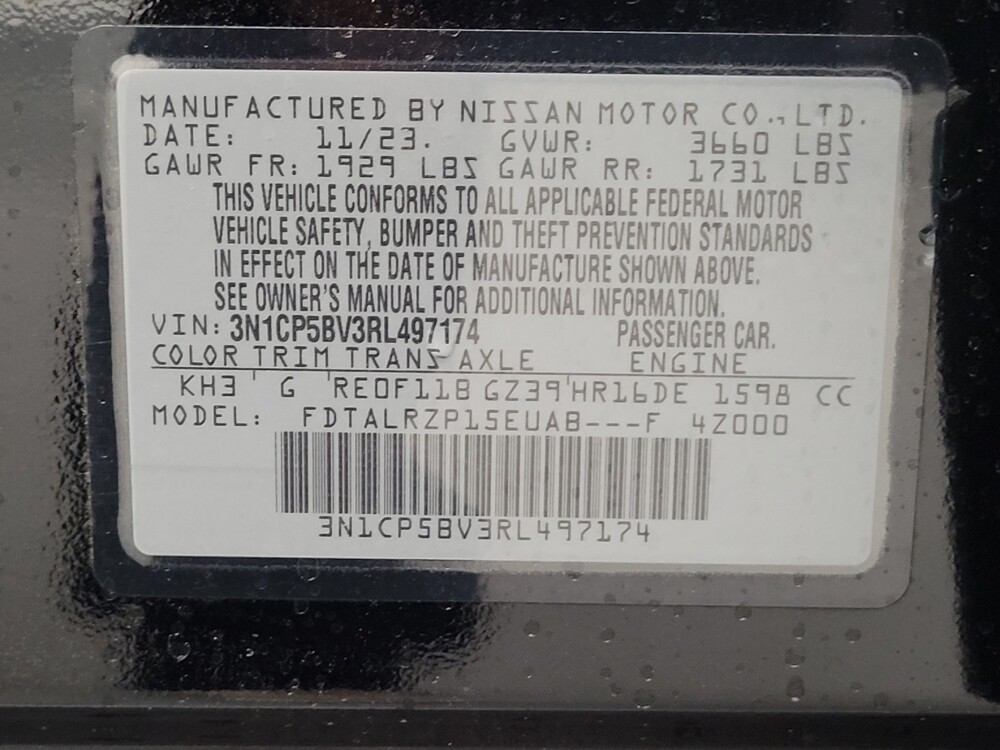 MANUFACTURED BY NISSAN MOTOR CO., LTD.
DATE: 11/23. GVWR: 3660 LBS
GAWR FR: 1929 LBS GAWR RR: 1731 LBS
THIS VEHICLE CONFORMS TO ALL APPLICABLE FEDERAL MOTOR
VEHICLE SAFETY, BUMPER AND THEFT PREVENTION STANDARDS
IN EFFECT ON THE DATE OF MANUFACTURE SHOWN ABOVE.
SEE OWNER'S MANUAL FOR ADDITIONAL INFORMATION.
VIN: 3N1CP5BV3RL497174 PASSENGER CAR.
COLOR TRIM TRANS AXLE ENGINE
KH3 ' G 'RE0F11B GZ39'HR16DE 1598 CC
MODEL: FDTALRZP15EUAB---F 4Z000
3N1CP5BV3RL497174